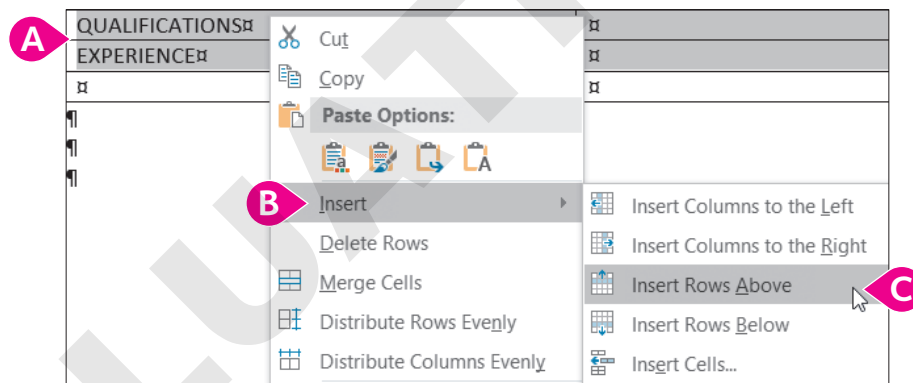 A
QUALIFICATIONS¤
¤
EXPERIENCE¤
¤
¤
¤
¶
¶
¶
Cut
Copy
Paste Options:
A
B
Insert
Delete Rows
Merge Cells
Distribute Rows Evenly
Distribute Columns Evenly
Insert Columns to the Left
Insert Columns to the Right
Insert Rows Above
C
Insert Rows Below
Insert Cells...
LUATI